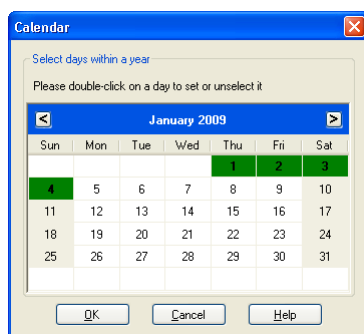 Calendar
Select days within a year
Please double-click on a day to set or unselect it
< January 2009 >
Sun Mon Tue Wed Thu Fri Sat
1 2 3
4 5 6 7 8 9 10
11 12 13 14 15 16 17
18 19 20 21 22 23 24
25 26 27 28 29 30 31
OK Cancel Help